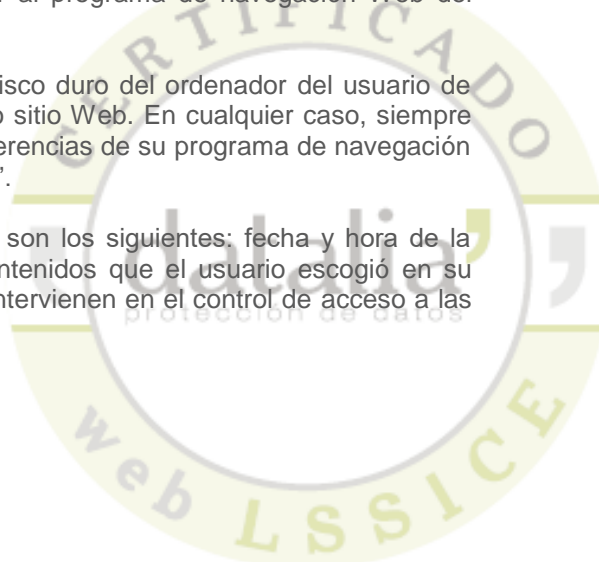 al programa de navegación Web del
isco duro del ordenador del usuario de
o sitio Web. En cualquier caso, siempre
erencias de su programa de navegación
”.
son los siguientes: fecha y hora de la
ntenidos que el usuario escogió en su
ntervienen en el control de acceso a las
CERTIFICADO
datalia
protección de datos
Web LSSICE